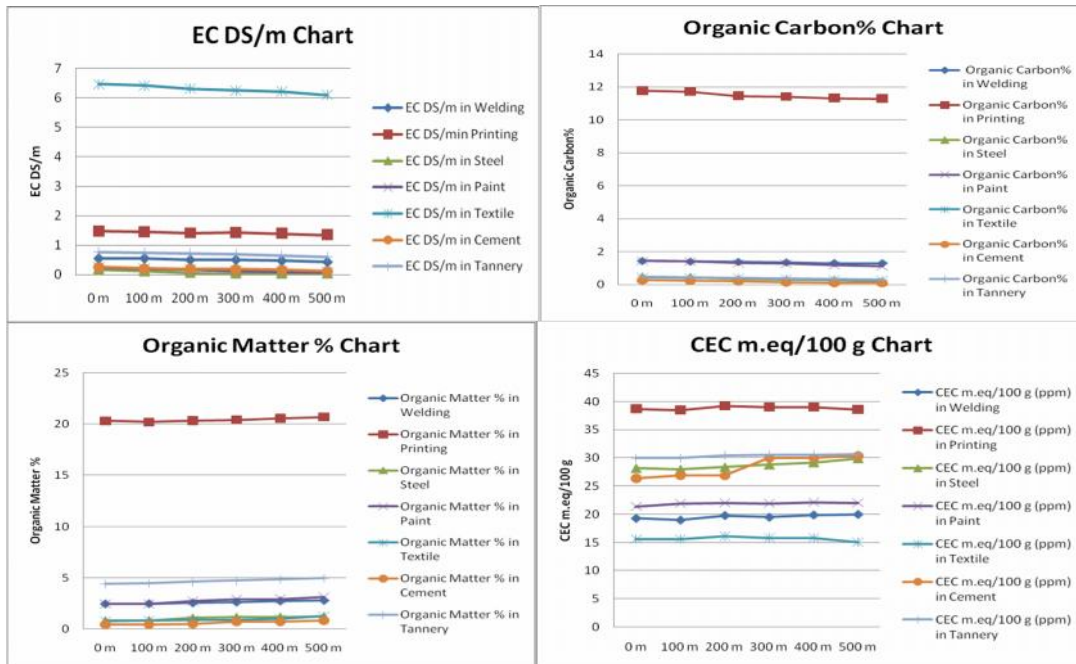 EC DS/m Chart
7
6
5
4
3
2
1
0
EC DS/m
0 m 100 m 200 m 300 m 400 m 500 m
EC DS/m in Welding
EC DS/min Printing
EC DS/m in Steel
EC DS/m in Paint
EC DS/m in Textile
EC DS/m in Cement
EC DS/m in Tannery
Organic Carbon% Chart
14
12
10
8
6
4
2
0
Organic Carbon%
0 m 100 m 200 m 300 m 400 m 500 m
Organic Carbon%
in Welding
Organic Carbon%
in Printing
Organic Carbon%
in Steel
Organic Carbon%
in Paint
Organic Carbon%
in Textile
Organic Carbon%
in Cement
Organic Carbon%
in Tannery
Organic Matter % Chart
25
20
15
10
5
0
Organic Matter %
0 m 100 m 200 m 300 m 400 m 500 m
Organic Matter % in
Welding
Organic Matter % in
Printing
Organic Matter % in
Steel
Organic Matter % in
Paint
Organic Matter % in
Textile
Organic Matter % in
Cement
Organic Matter % in
Tannery
CEC m.eq/100 g Chart
45
40
35
30
25
20
15
10
5
0
CEC m.eq/100 g
0 m 100 m 200 m 300 m 400 m 500 m
CEC m.eq/100 g (ppm)
in Welding
CEC m.eq/100 g (ppm)
in Printing
CEC m.eq/100 g (ppm)
in Steel
CEC m.eq/100 g (ppm)
in Paint
CEC m.eq/100 g (ppm)
in Textile
CEC m.eq/100 g (ppm)
in Cement
CEC m.eq/100 g (ppm)
in Tannery